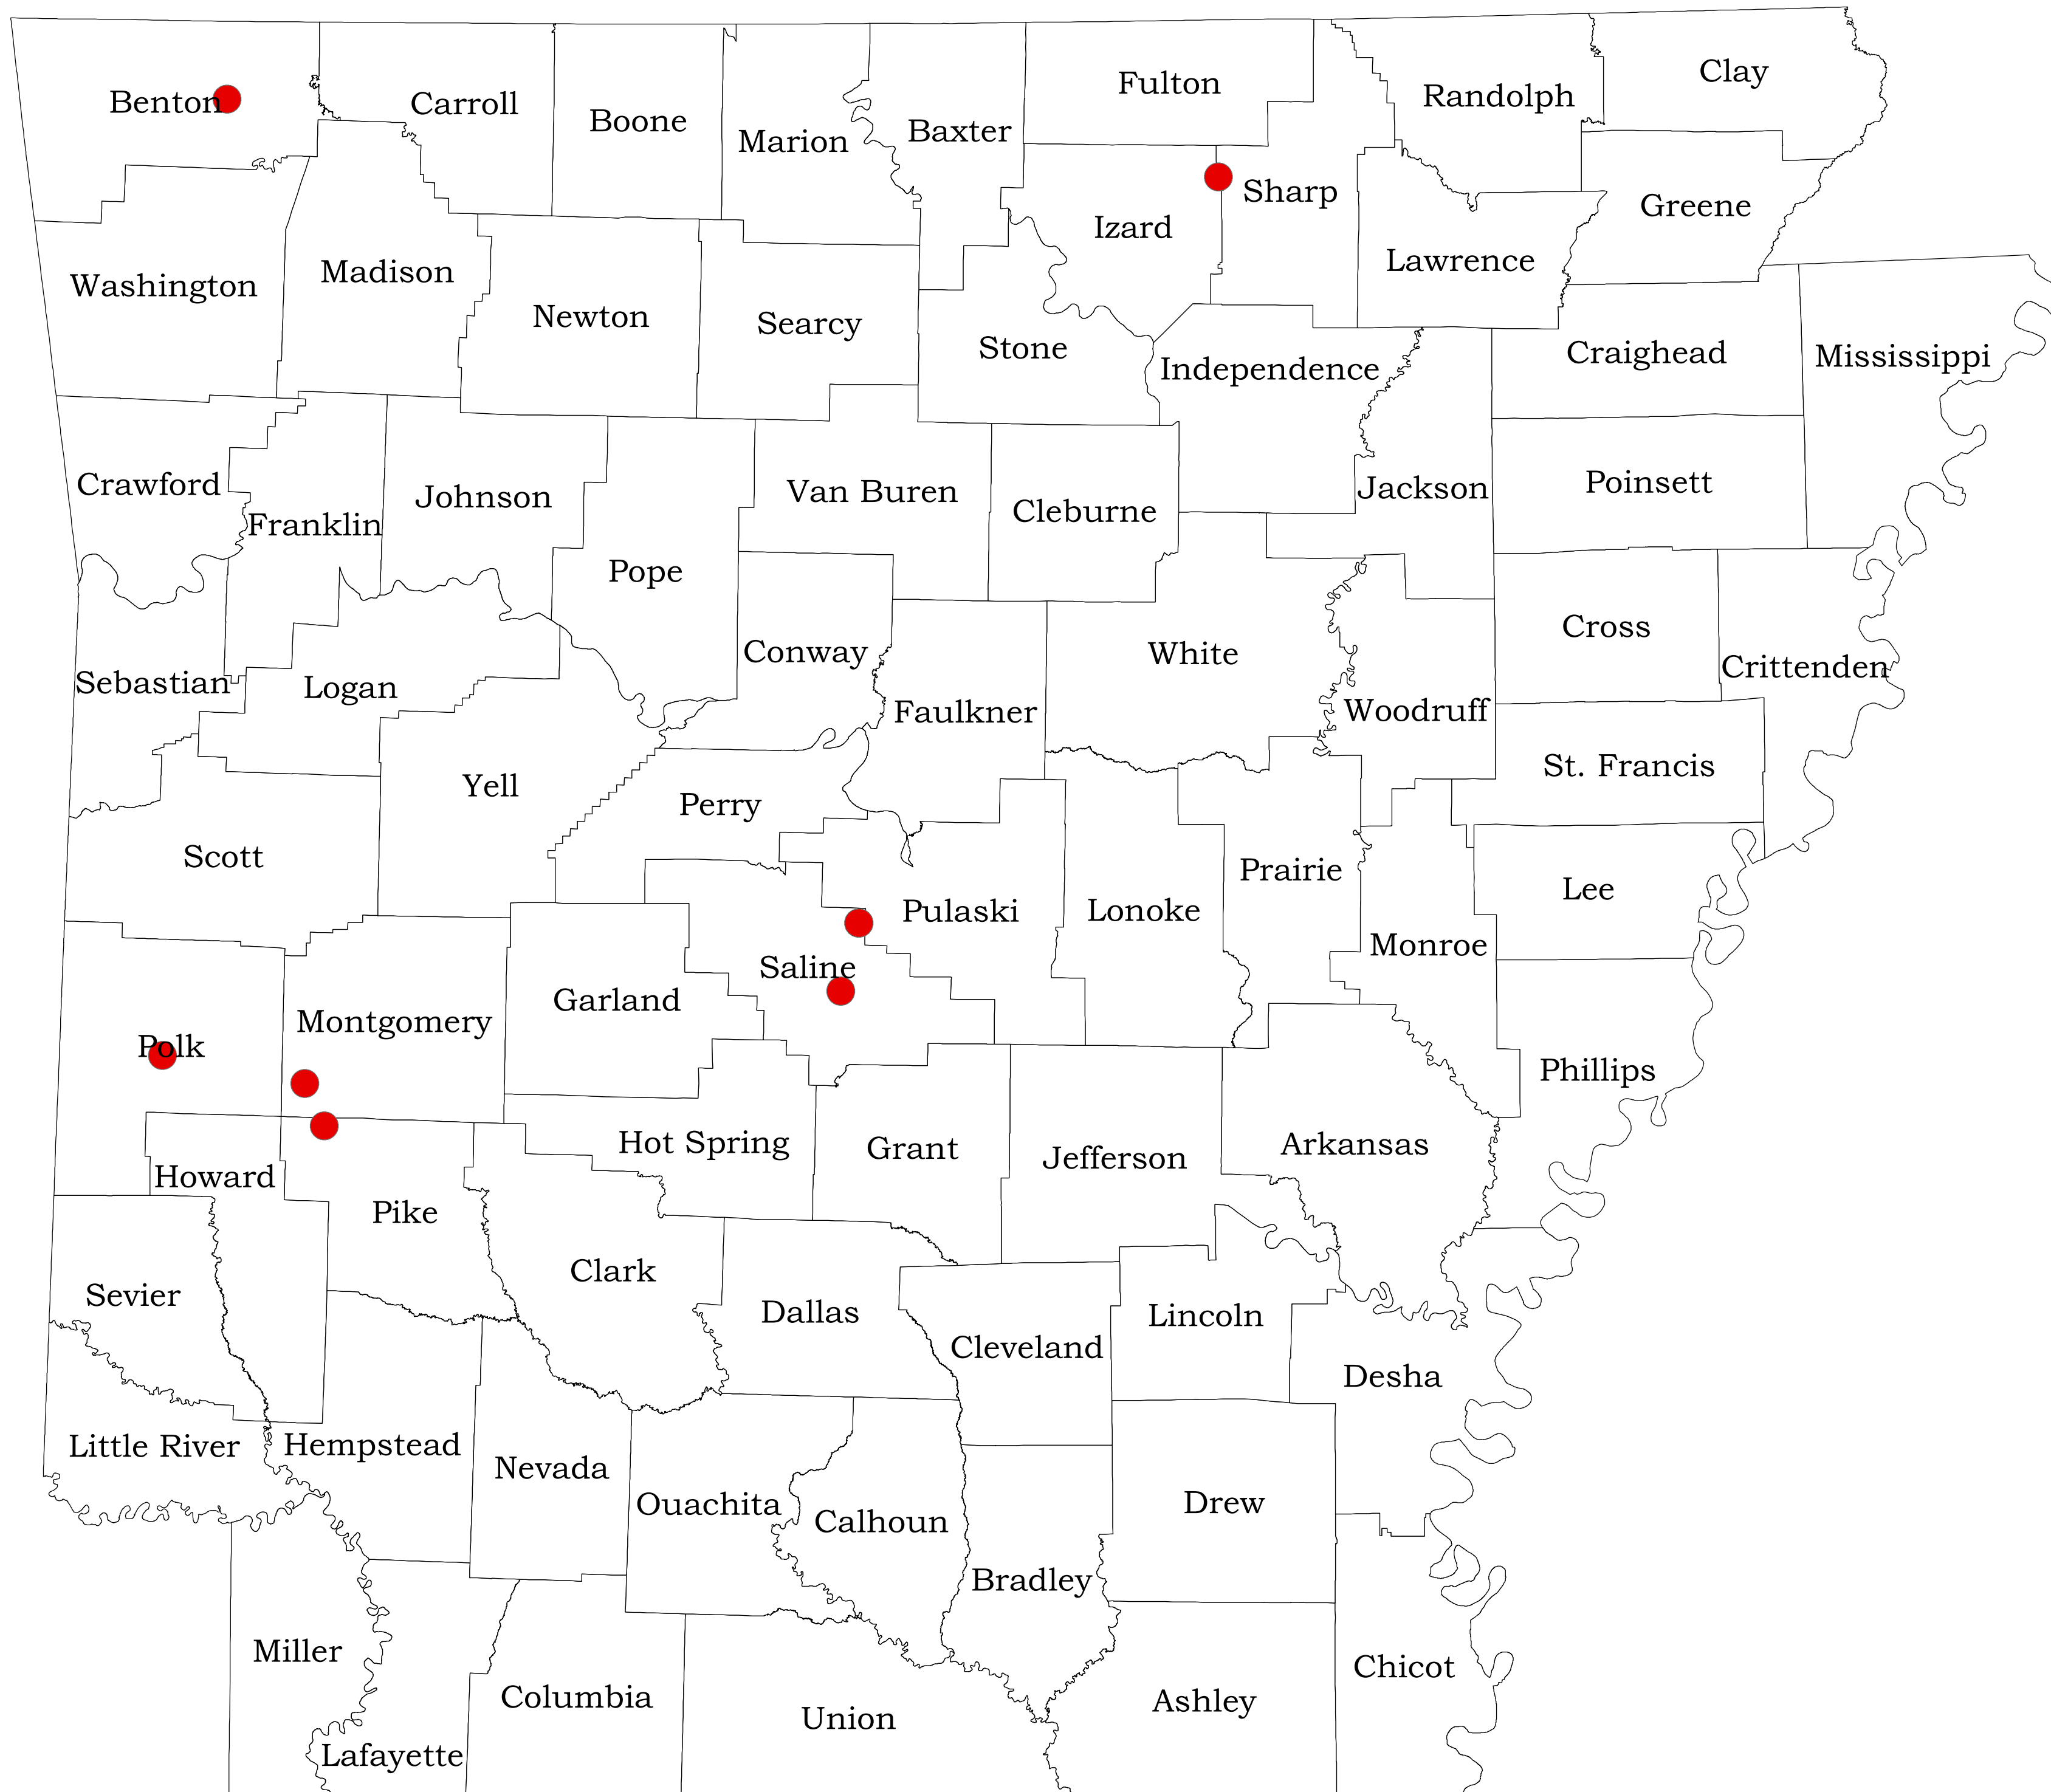 Clay
Fulton
Randolph
Benton
Carroll
Boone
Baxter
Marion
Sharp
Greene
Izard
Lawrence
Madison
Washington
Newton
Searcy
Stone
Craighead
Mississippi
Independence
Poinsett
Crawford
Jackson
Van Buren
Johnson
Cleburne
Franklin
Pope
Cross
Conway
White
Crittenden
Sebastian
Logan
Woodruff
Faulkner
St. Francis
Yell
Perry
Scott
Prairie
Lee
Pulaski
Lonoke
Monroe
Saline
Garland
Montgomery
Polk
Phillips
Hot Spring
Arkansas
Grant
Jefferson
Howard
Pike
Clark
Sevier
Dallas
Lincoln
Cleveland
Desha
Little River
Hempstead
Nevada
Drew
Ouachita
Calhoun
Bradley
Miller
Chicot
Columbia
Ashley
Union
Lafayette